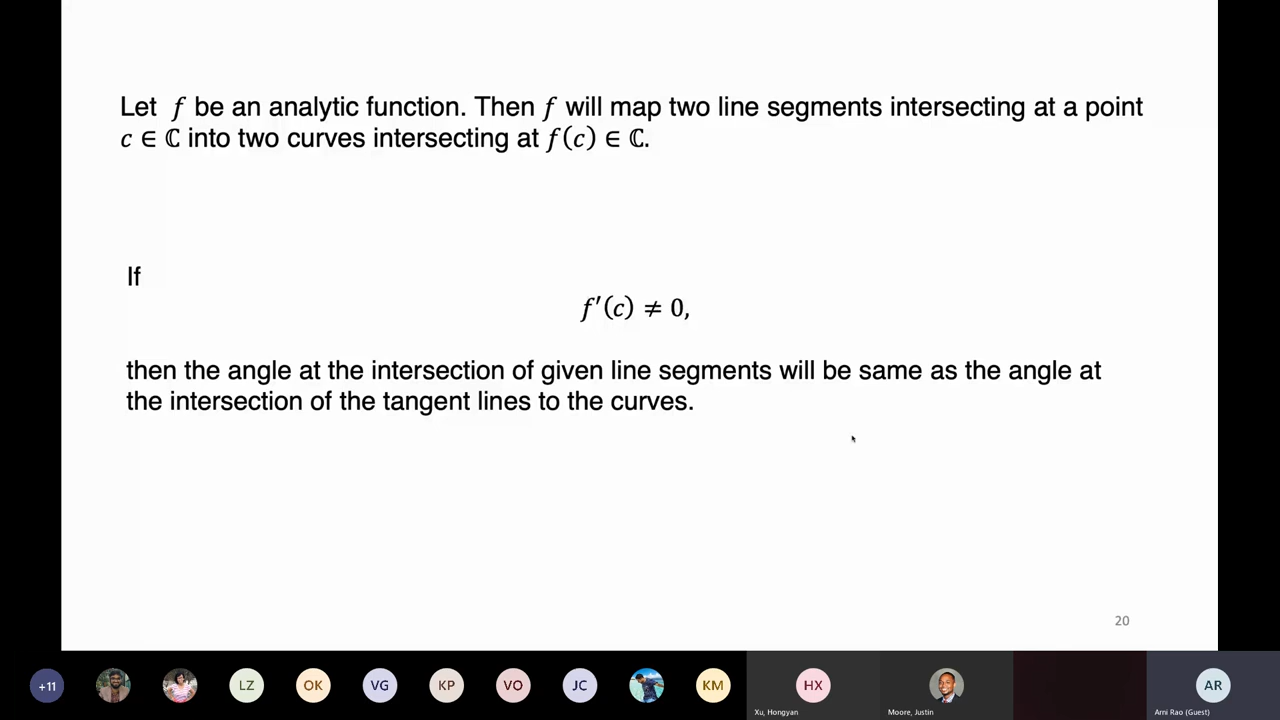 Let f be an analytic function. Then f will map two line segments intersecting at a point
c ∈ ℂ into two curves intersecting at f(c) ∈ ℂ.
If
f′(c) ≠ 0,
then the angle at the intersection of given line segments will be same as the angle at
the intersection of the tangent lines to the curves.
20
+11
LZ
OK
VG
KP
VO
JC
KM
HX
AR
Xu, Hongyan
Moore, Justin
Arni Rao (Guest)